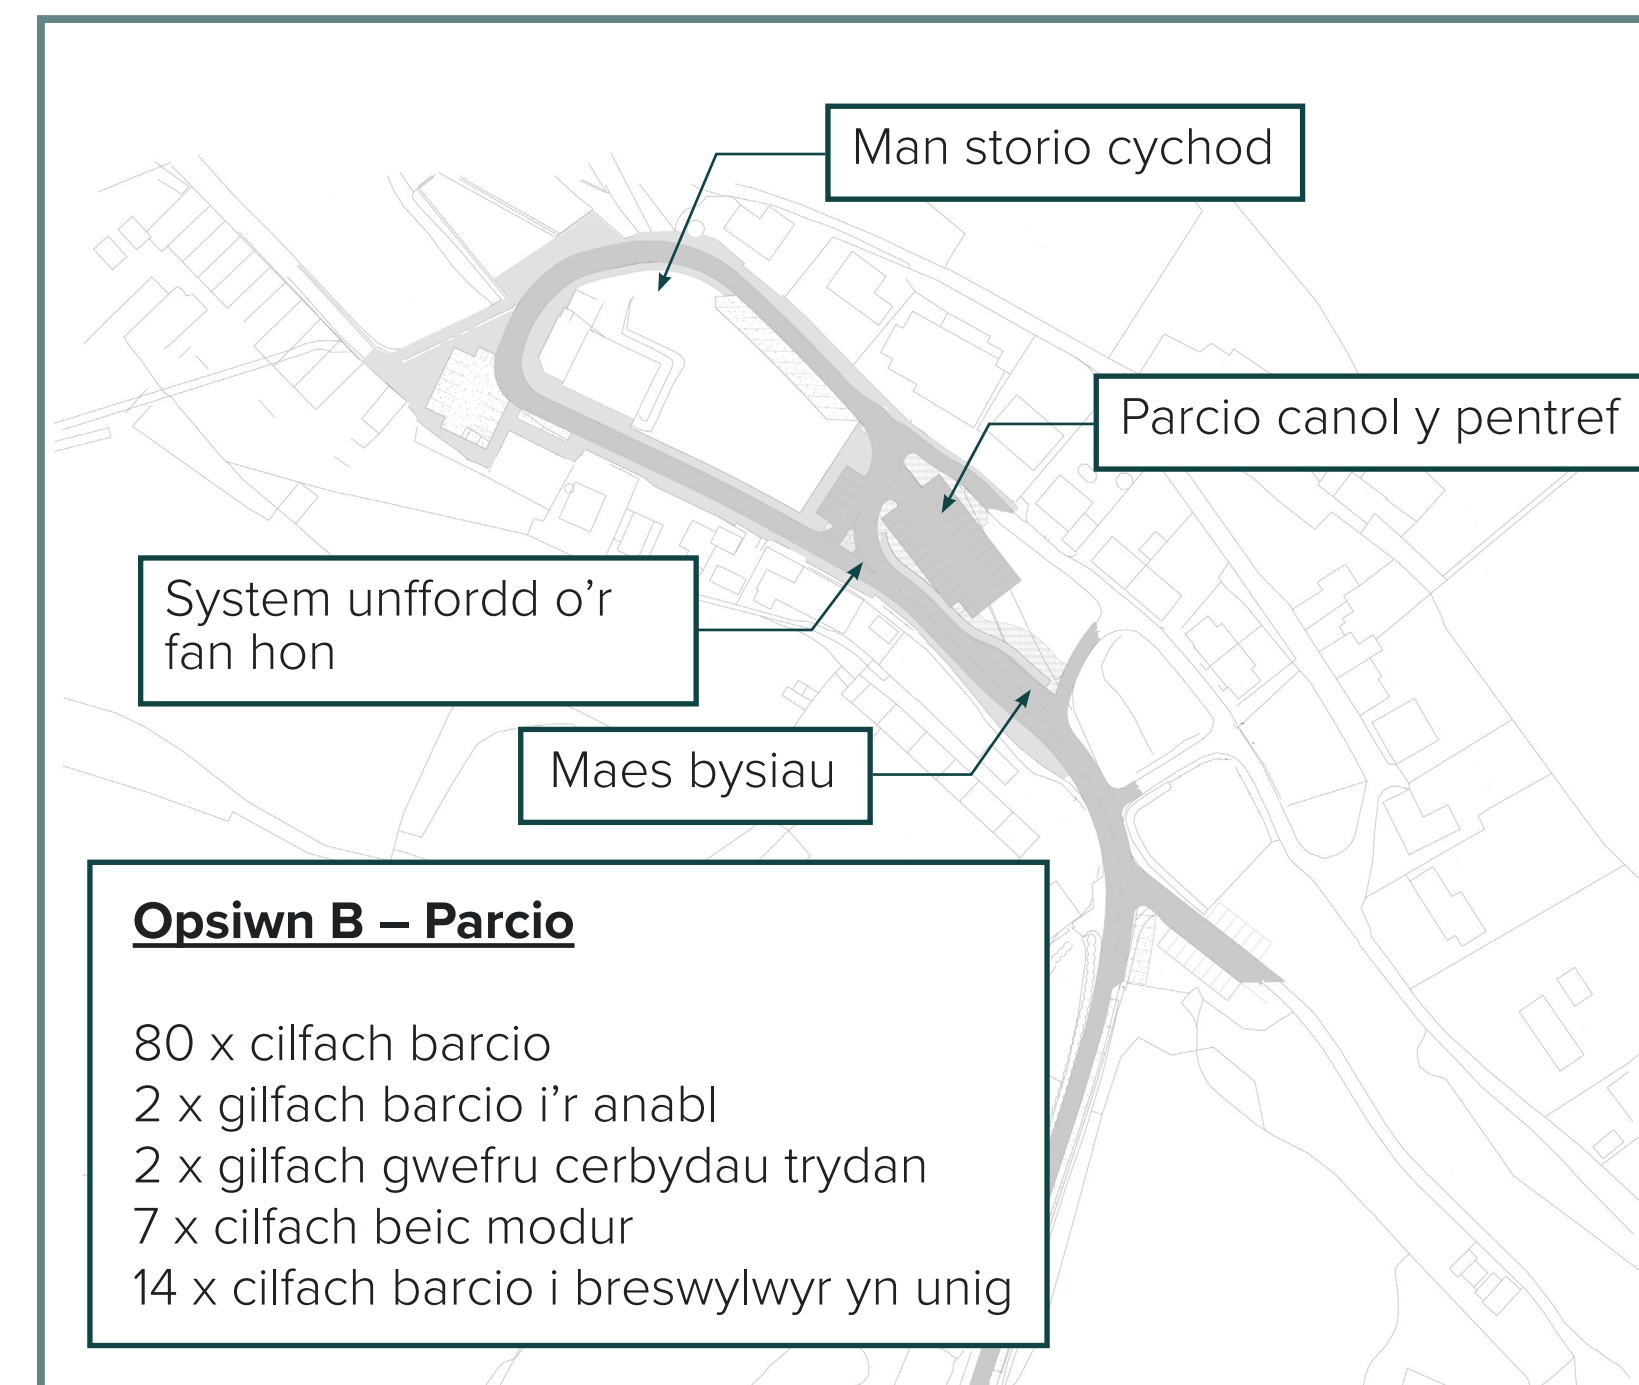 Man storio cychod
Parcio canol y pentref
System unffordd o’r
fan hon
Maes bysiau
Opsiwn B – Parcio
80 x cilfach barcio
2 x gilfach barcio i’r anabl
2 x gilfach gwefru cerbydau trydan
7 x cilfach beic modur
14 x cilfach barcio i breswylwyr yn unig